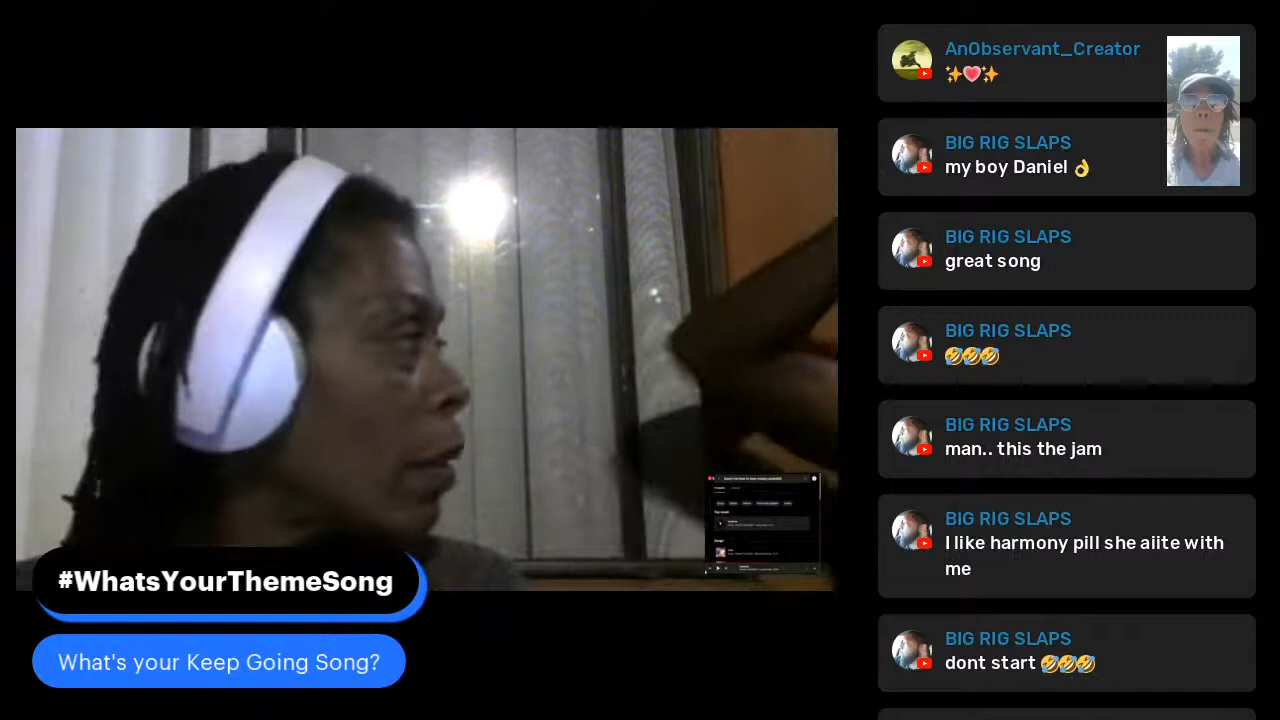 AnObservant_Creator
✨💗✨
BIG RIG SLAPS
my boy Daniel 👌
BIG RIG SLAPS
great song
BIG RIG SLAPS
🤣🤣🤣
BIG RIG SLAPS
man.. this the jam
BIG RIG SLAPS
I like harmony pill she aiite with
me
BIG RIG SLAPS
dont start 🤣🤣🤣
#WhatsYourThemeSong
What's your Keep Going Song?